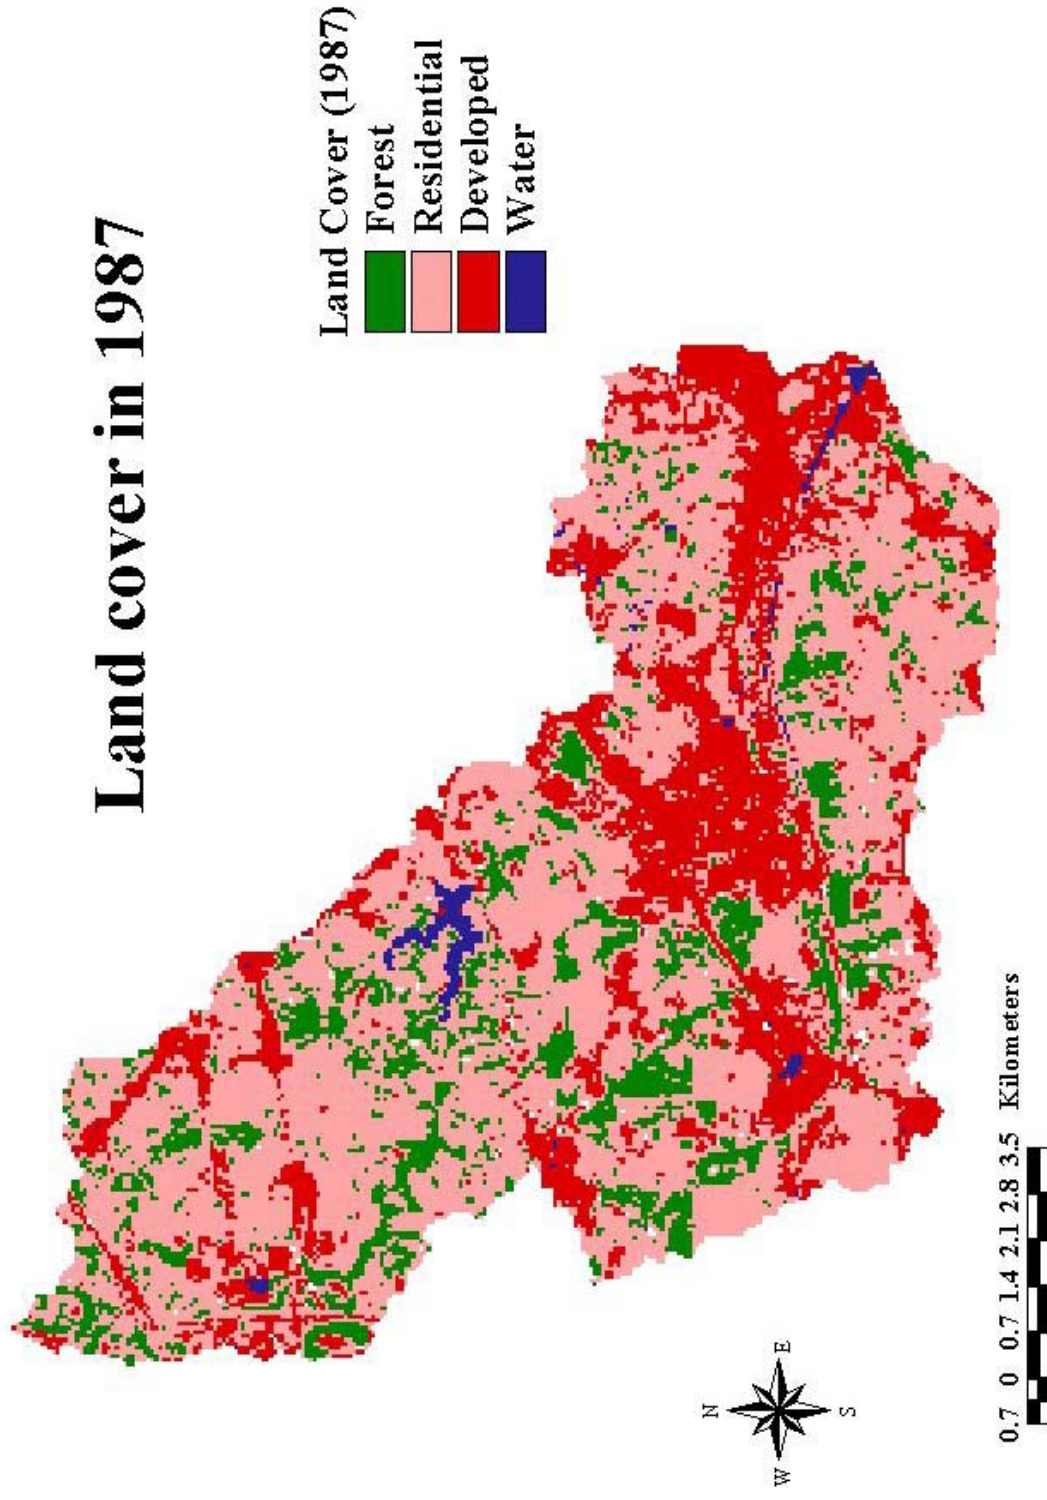 Land cover in 1987
Land Cover (1987)
Forest
Residential
Developed
Water
N
W E
S
0.7 0 0.7 1.4 2.1 2.8 3.5 Kilometers